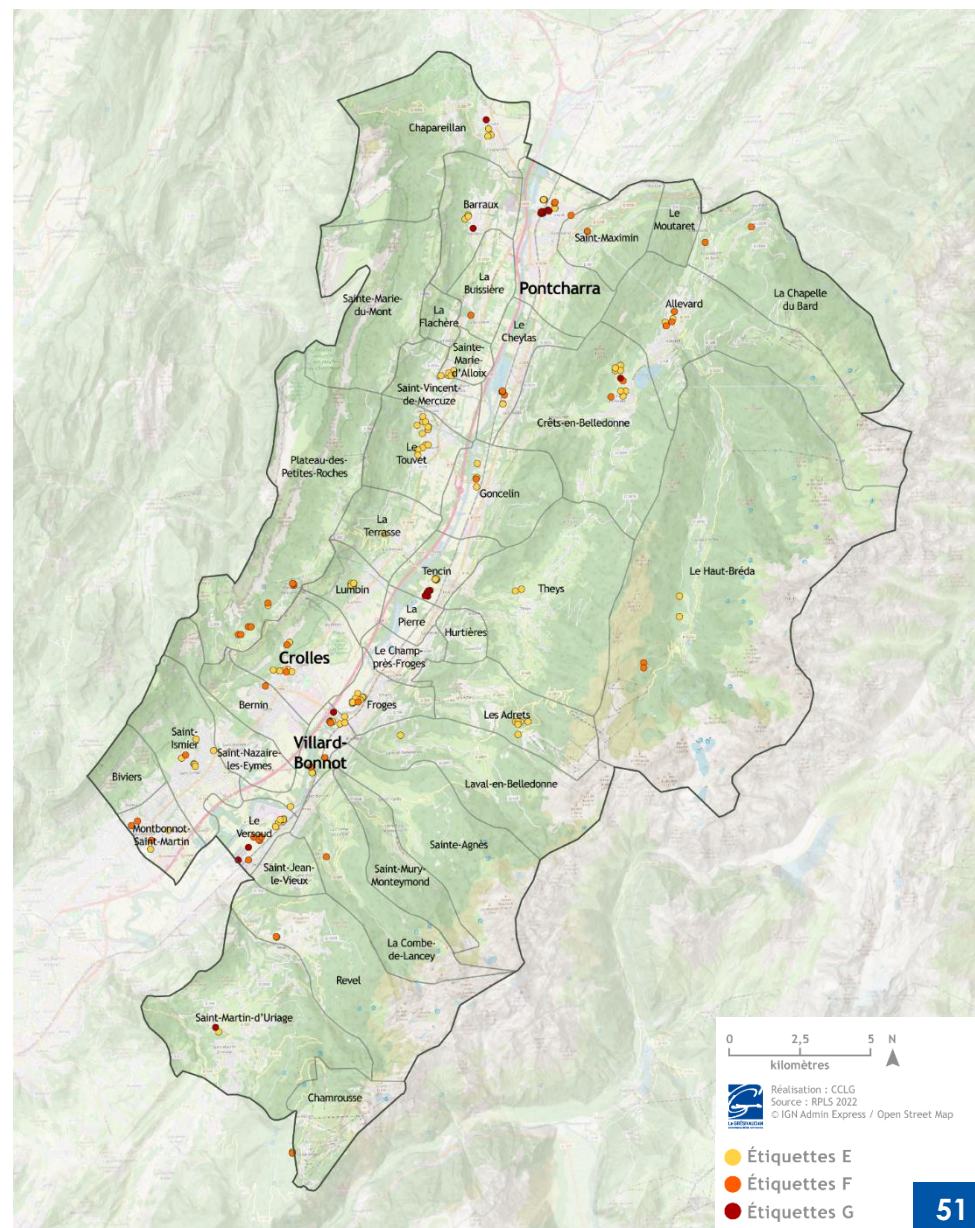 Chapareillan
Barraux
Le
Moutaret
Saint-Maximin
La
Buissière
Pontcharra
La Chapelle
du Bard
Sainte-Marie-
du-Mont
La
Flachère
Allevard
Le
Cheylas
Sainte-
Marie-
d'Alloix
Saint-Vincent-
de-Mercuze
Crêts-en-Belledonne
Le
Touvet
Plateau-des-
Petites-Roches
Goncelin
La
Terrasse
Le Haut-Bréda
Tencin
Lumbin
Theys
La
Pierre
Hurtières
Crolles
Le Champ-
près-Froges
Bernin
Froges
Les Adrets
Saint-
Ismier
Villard-
Bonnot
Saint-Nazaire-
les-Eymes
Biviers
Laval-en-Belledonne
Le
Versoud
Montbonnot-
Saint-Martin
Sainte-Agnès
Saint-Jean-
le-Vieux
Saint-Mury-
Monteymond
La Combe-
de-Lancey
Revel
Saint-Martin-d'Uriage
Chamrousse
0 2,5 5 N
kilomètres
Réalisation : CCLG
Source : RPLS 2022
© IGN Admin Express / Open Street Map
Le GRÉSIVAUDAN
Étiquettes E
Étiquettes F
Étiquettes G
51